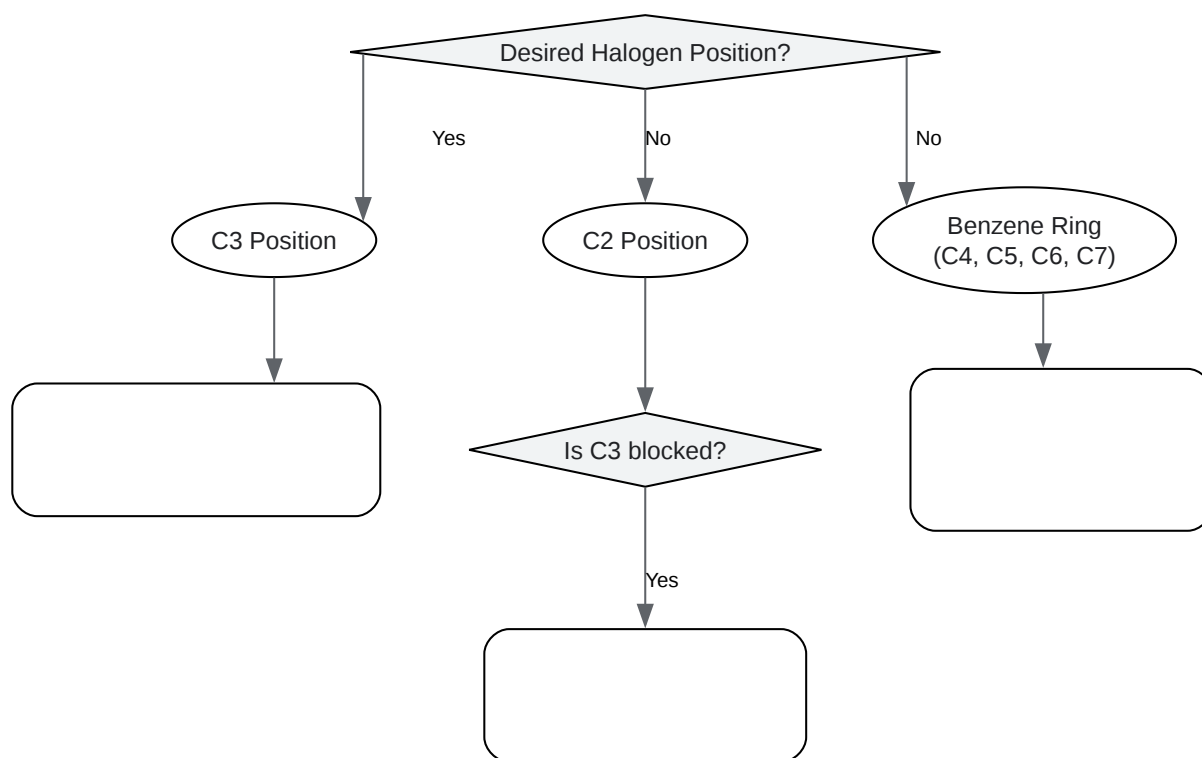 Desired Halogen Position?
Yes
No
No
C3 Position
C2 Position
Benzene Ring
(C4, C5, C6, C7)
Is C3 blocked?
Yes